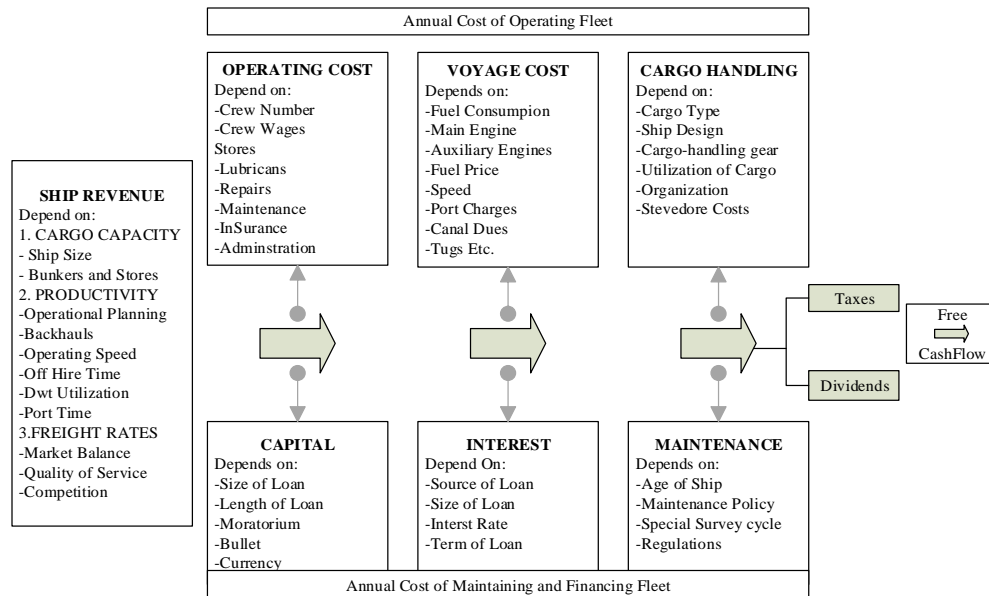 Annual Cost of Operating Fleet
OPERATING COST
Depend on:
-Crew Number
-Crew Wages
Stores
-Lubricans
-Repairs
-Maintenance
-InSurance
-Adminstration
VOYAGE COST
Depends on:
-Fuel Consumpion
-Main Engine
-Auxiliary Engines
-Fuel Price
-Speed
-Port Charges
-Canal Dues
-Tugs Etc.
CARGO HANDLING
Depend on:
-Cargo Type
-Ship Design
-Cargo-handling gear
-Utilization of Cargo
-Organization
-Stevedore Costs
SHIP REVENUE
Depend on:
1. CARGO CAPACITY
- Ship Size
- Bunkers and Stores
2. PRODUCTIVITY
-Operational Planning
-Backhauls
-Operating Speed
-Off Hire Time
-Dwt Utilization
-Port Time
3.FREIGHT RATES
-Market Balance
-Quality of Service
-Competition
Taxes
Dividends
Free
CashFlow
CAPITAL
Depends on:
-Size of Loan
-Length of Loan
-Moratorium
-Bullet
-Currency
INTEREST
Depend On:
-Source of Loan
-Size of Loan
-Interst Rate
-Term of Loan
MAINTENANCE
Depends on:
-Age of Ship
-Maintenance Policy
-Special Survey cycle
-Regulations
Annual Cost of Maintaining and Financing Fleet